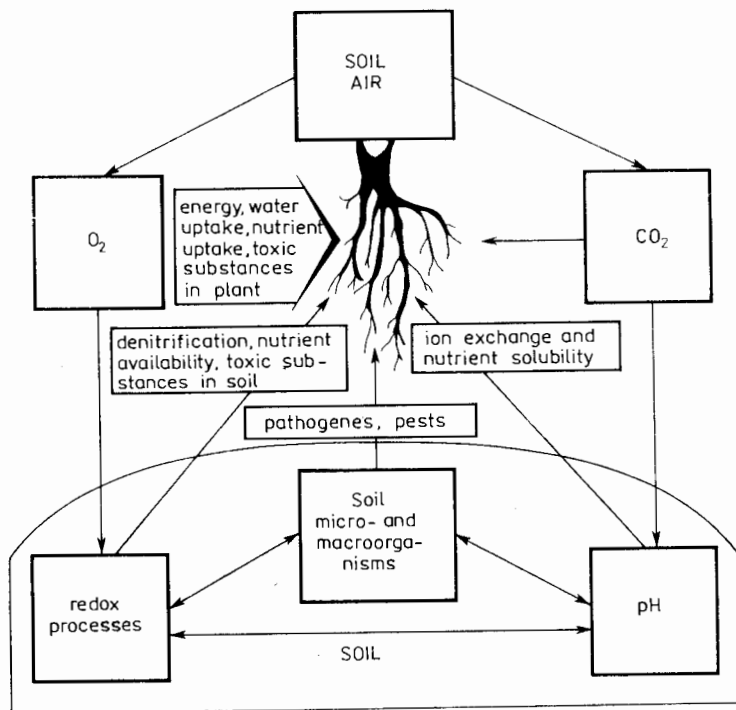 SOIL
AIR
O₂
energy, water
uptake, nutrient
uptake, toxic
substances
in plant
CO₂
denitrification, nutrient
availability, toxic sub-
stances in soil
ion exchange and
nutrient solubility
pathogenes, pests
Soil
micro- and
macroorga-
nisms
redox
processes
pH
SOIL